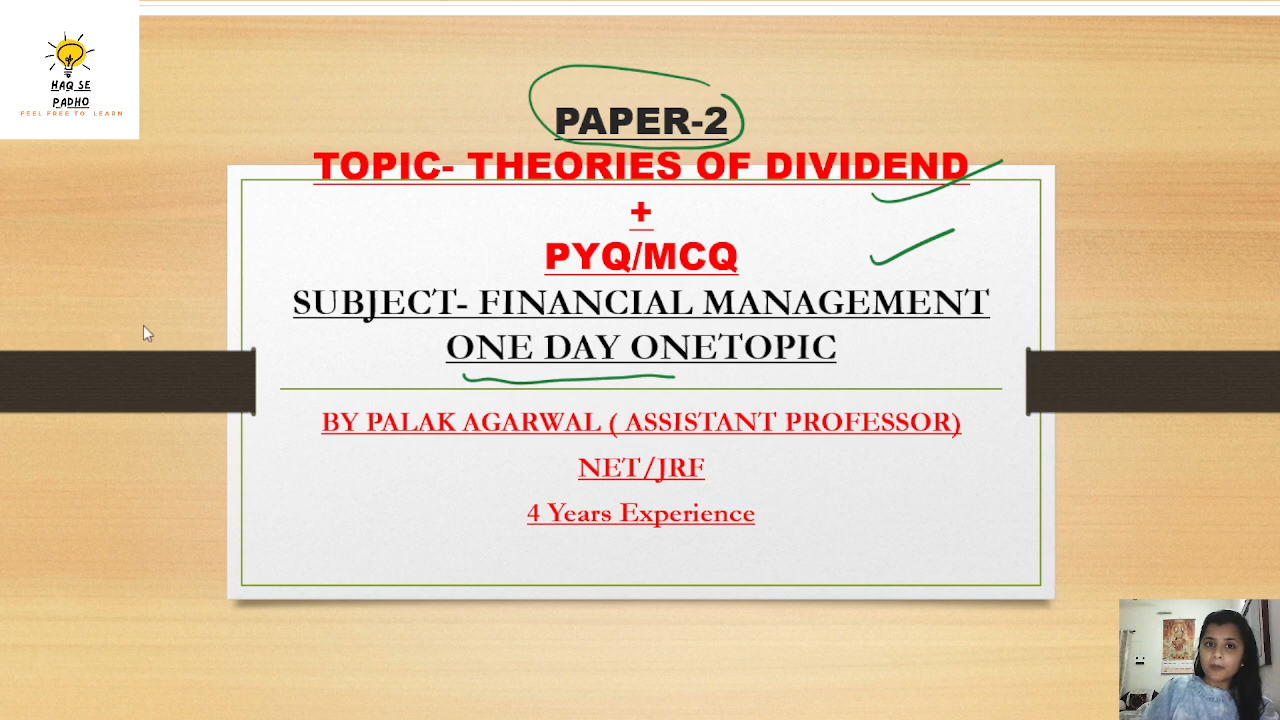 HAQ SE
PADHO
FEEL FREE TO LEARN
PAPER-2
TOPIC- THEORIES OF DIVIDEND
+
PYQ/MCQ
SUBJECT- FINANCIAL MANAGEMENT
ONE DAY ONETOPIC
BY PALAK AGARWAL ( ASSISTANT PROFESSOR)
NET/JRF
4 Years Experience